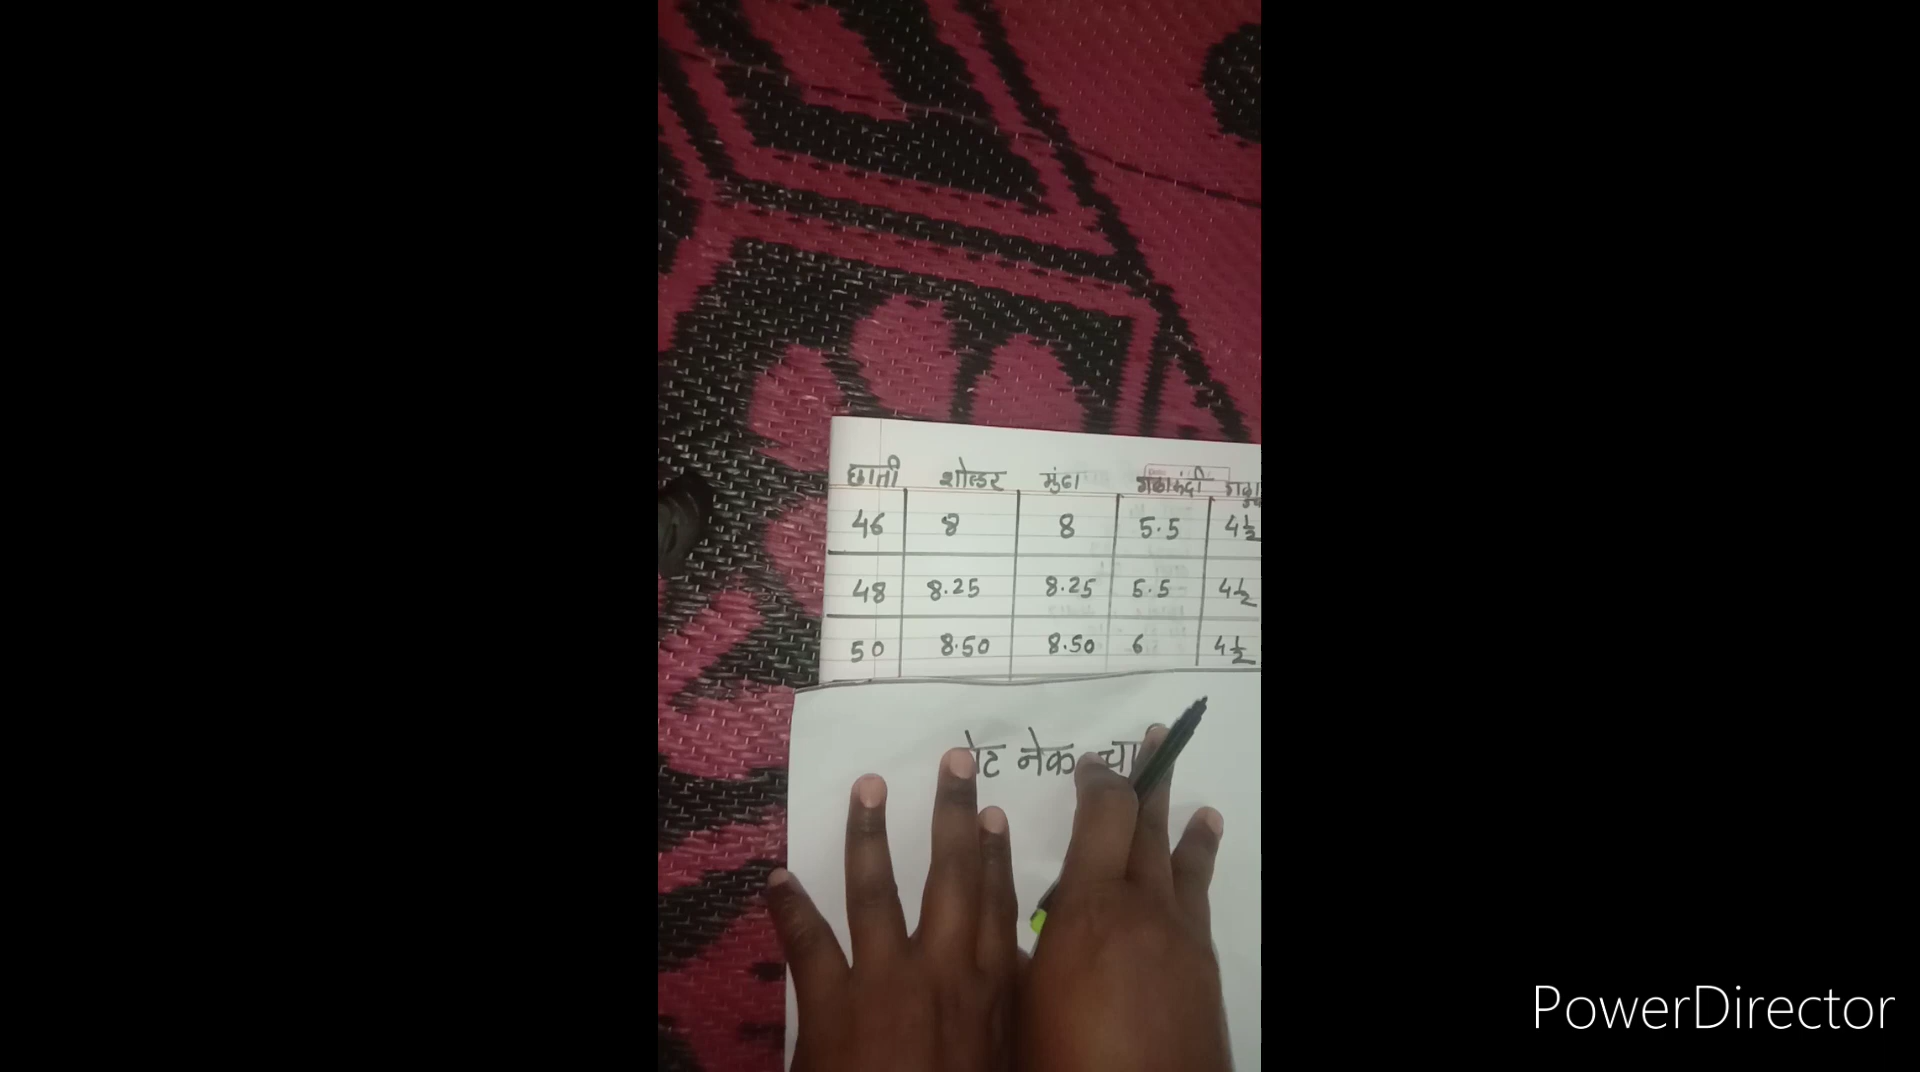 छाती शोल्डर मुंढा गळारुंदी गळा
46 8 8 5.5 4½
48 8.25 8.25 5.5 4½
50 8.50 8.50 6 4½
नेक
PowerDirector